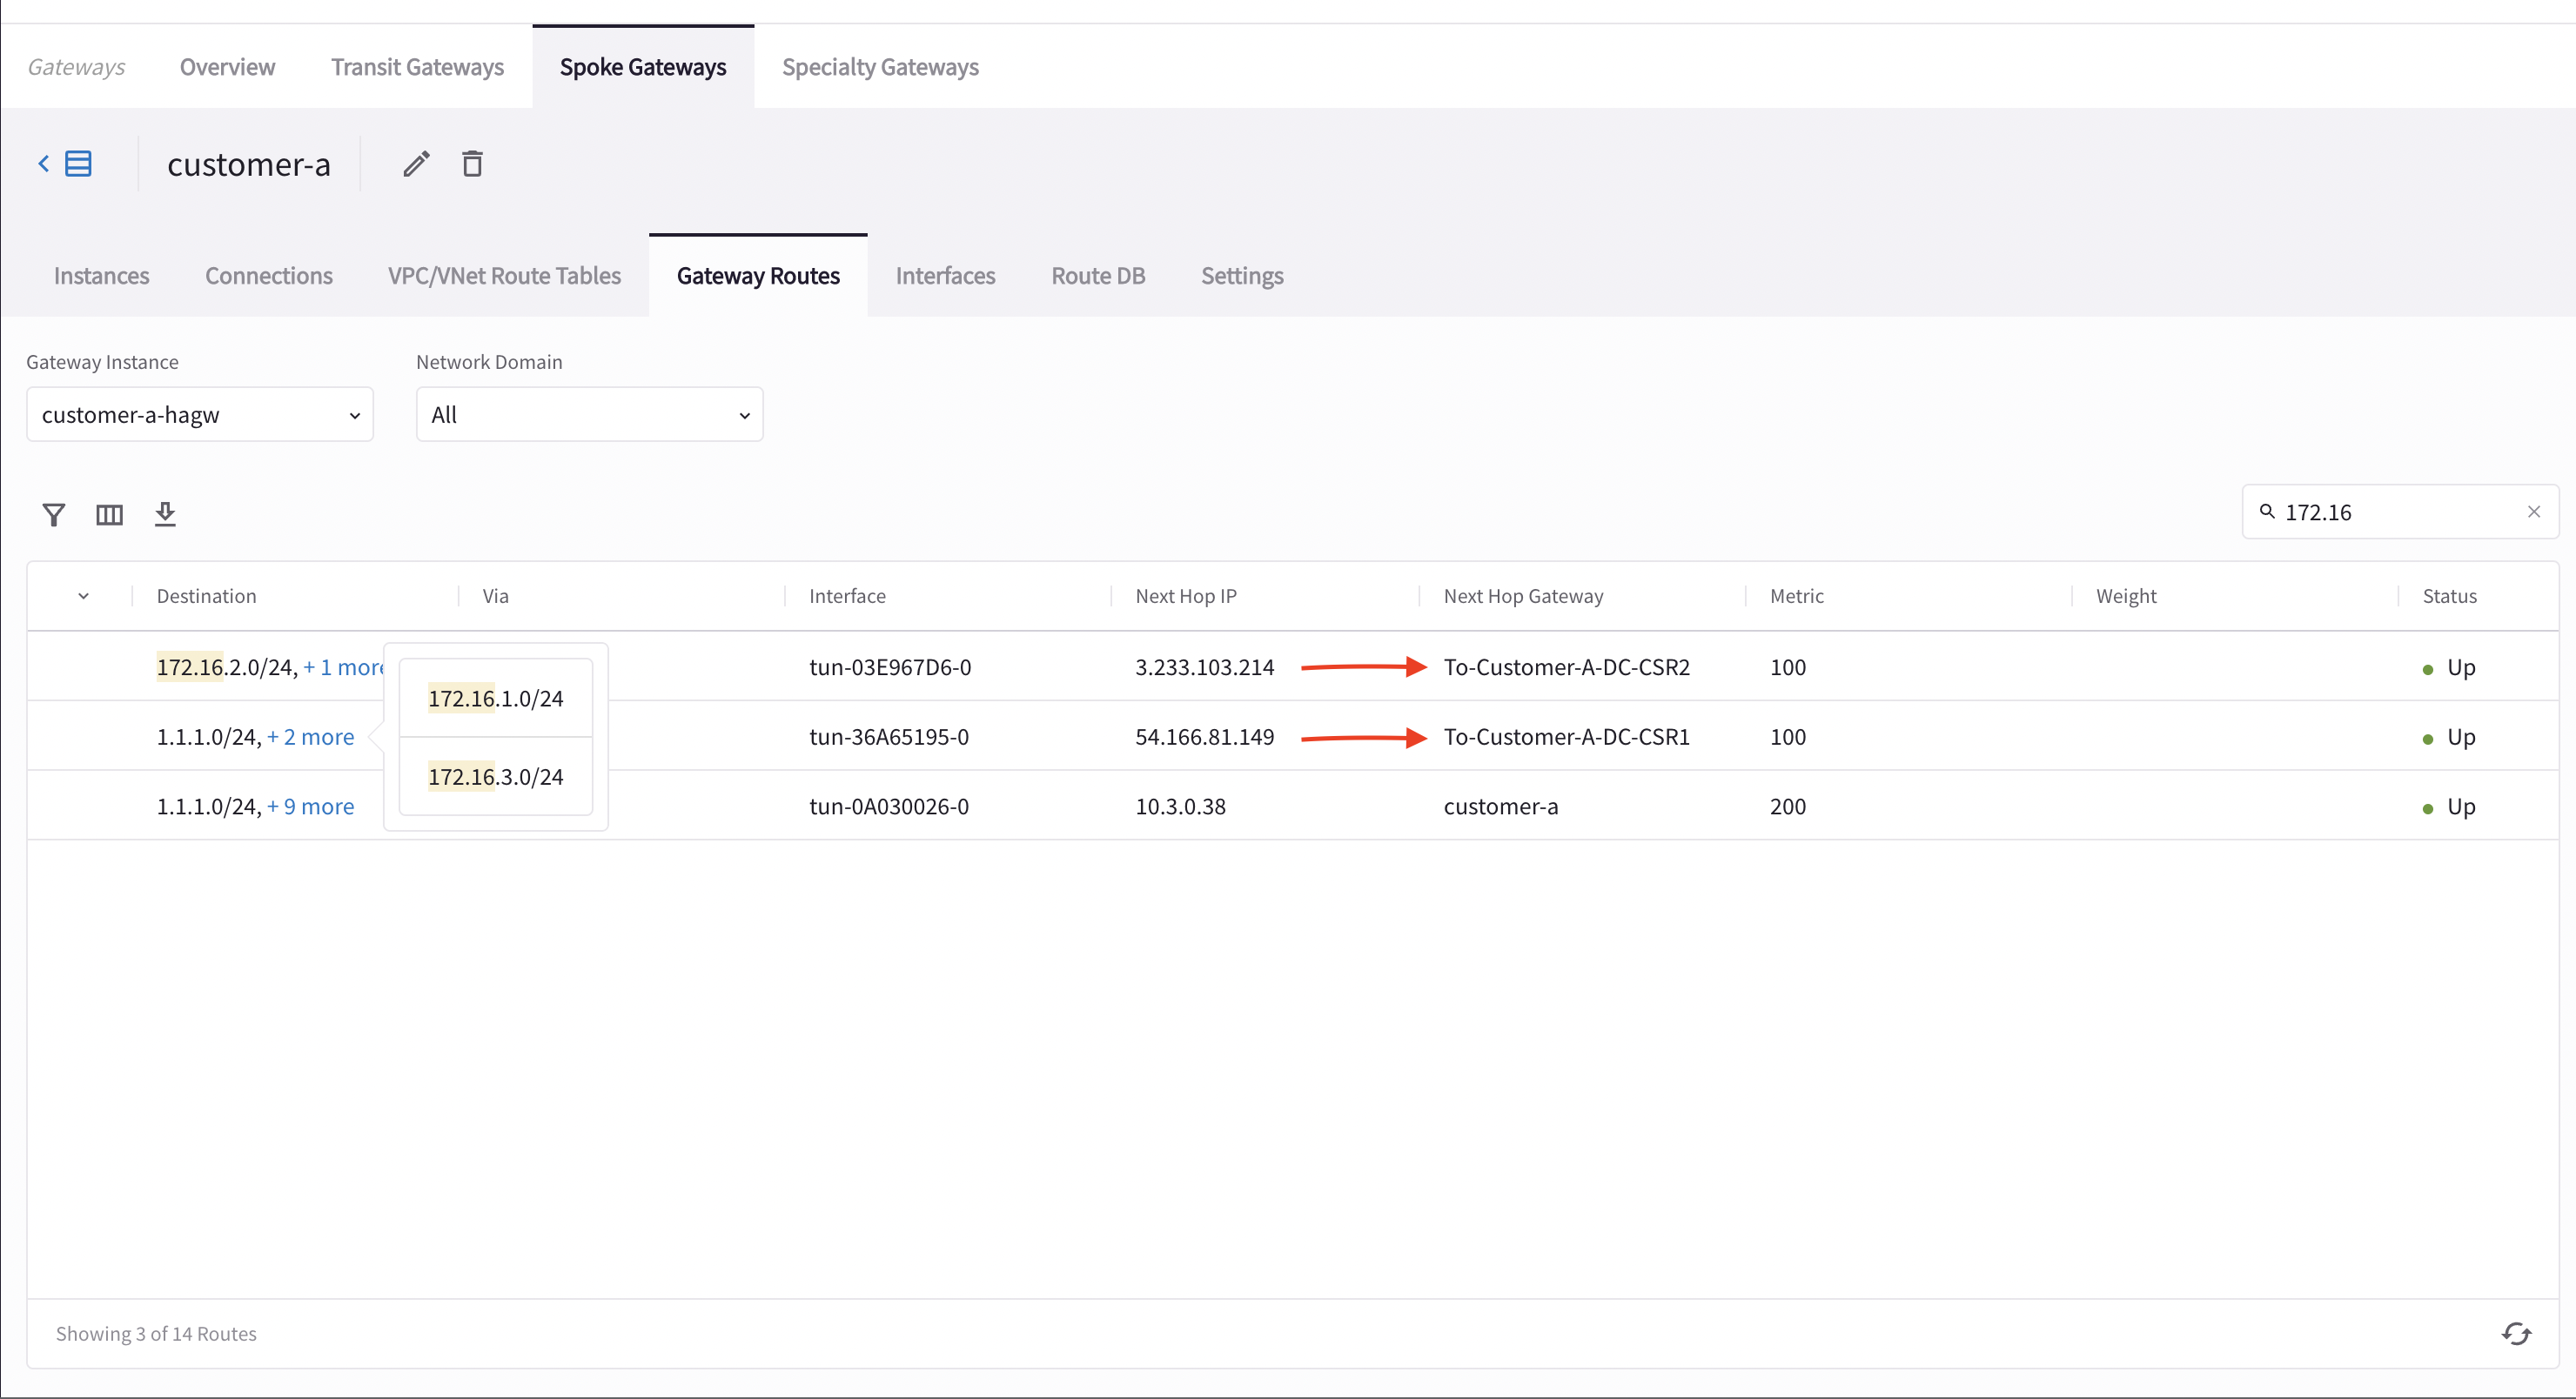 Gateways Overview Transit Gateways Spoke Gateways Specialty Gateways
customer-a
Instances Connections VPC/VNet Route Tables Gateway Routes Interfaces Route DB Settings
Gateway Instance Network Domain
customer-a-hagw All
172.16
Destination Via Interface Next Hop IP Next Hop Gateway Metric Weight Status
172.16.2.0/24, + 1 more tun-03E967D6-0 3.233.103.214 To-Customer-A-DC-CSR2 100 Up
172.16.1.0/24
1.1.1.0/24, + 2 more tun-36A65195-0 54.166.81.149 To-Customer-A-DC-CSR1 100 Up
172.16.3.0/24
1.1.1.0/24, + 9 more tun-0A030026-0 10.3.0.38 customer-a 200 Up
Showing 3 of 14 Routes